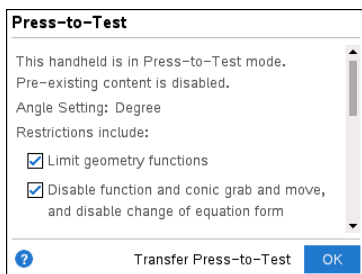 Press-to-Test
This handheld is in Press-to-Test mode.
Pre-existing content is disabled.
Angle Setting: Degree
Restrictions include:
Limit geometry functions
Disable function and conic grab and move,
and disable change of equation form
? Transfer Press-to-Test OK